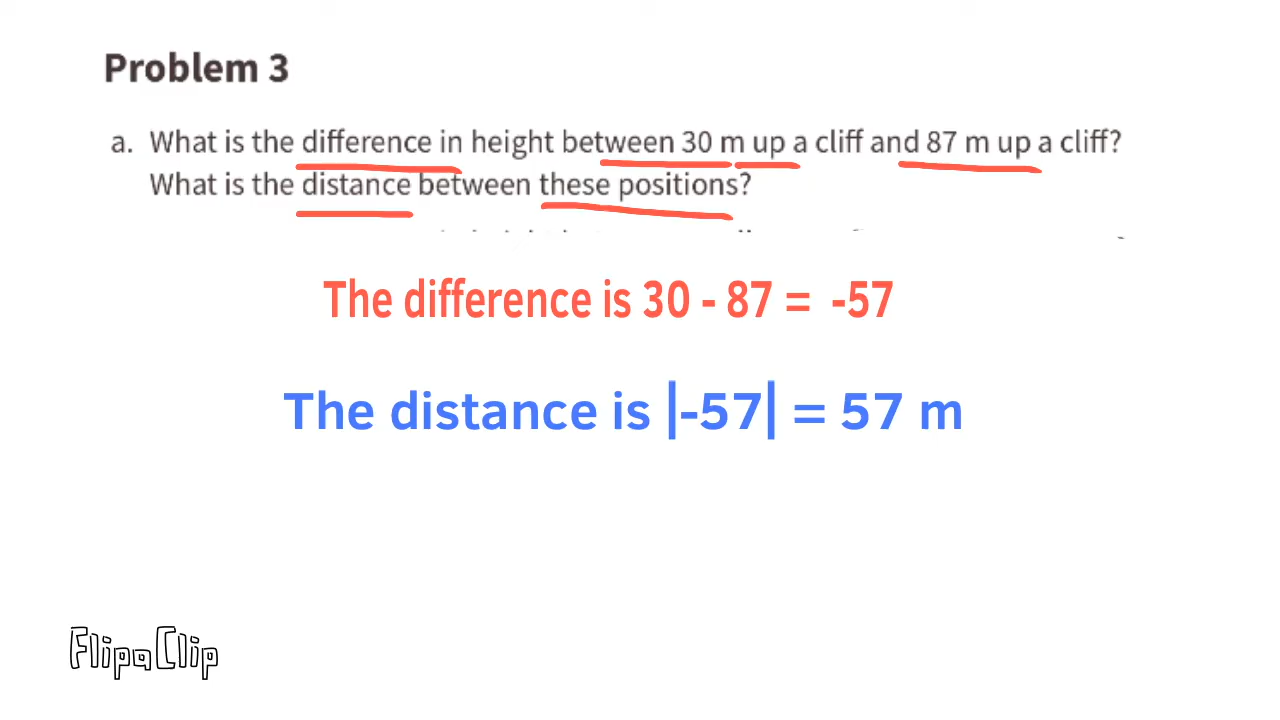 Problem 3
a. What is the difference in height between 30 m up a cliff and 87 m up a cliff?
What is the distance between these positions?
The difference is 30 - 87 = -57
The distance is |-57| = 57 m
FlipaClip